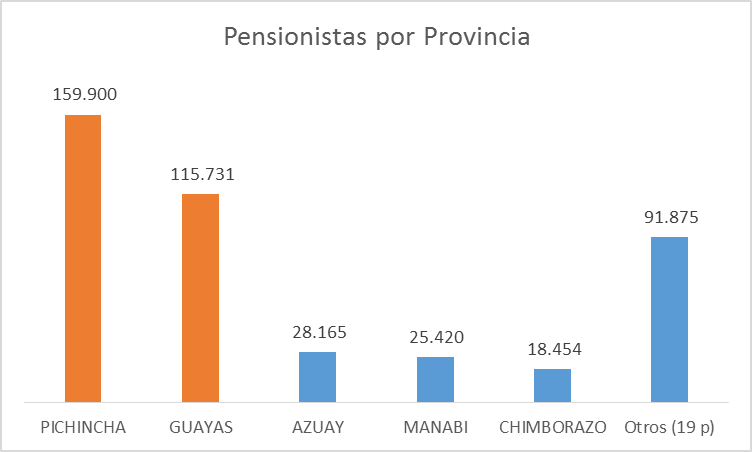 Pensionistas por Provincia
159.900
115.731
28.165
25.420
18.454
91.875
PICHINCHA
GUAYAS
AZUAY
MANABI
CHIMBORAZO
Otros (19 p)